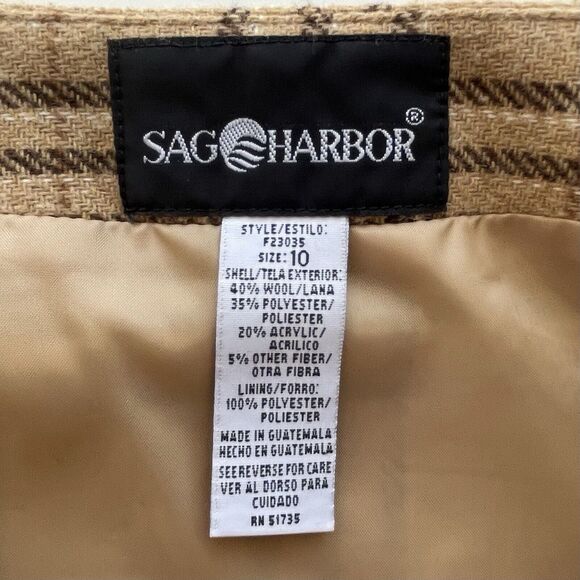 SAG HARBOR ®
STYLE/ESTILO:
F23035
SIZE: 10
SHELL/TELA EXTERIOR:
40% WOOL/LANA
35% POLYESTER/
POLIESTER
20% ACRYLIC/
ACRILICO
5% OTHER FIBER/
OTRA FIBRA
LINING/FORRO:
100% POLYESTER/
POLIESTER
MADE IN GUATEMALA
HECHO EN GUATEMALA
SEE REVERSE FOR CARE
VER AL DORSO PARA
CUIDADO
RN 51735